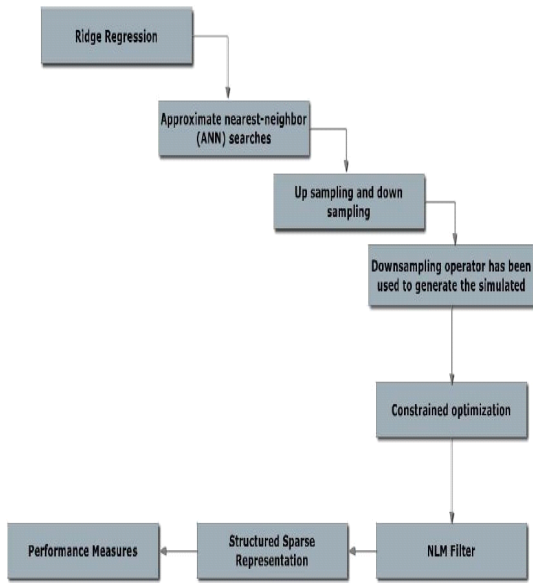 Ridge Regression
Approximate nearest-neighbor
(ANN) searches
Up sampling and down
sampling
Downsampling operator has been
used to generate the simulated
Constrained optimization
NLM Filter
Structured Sparse
Representation
Performance Measures